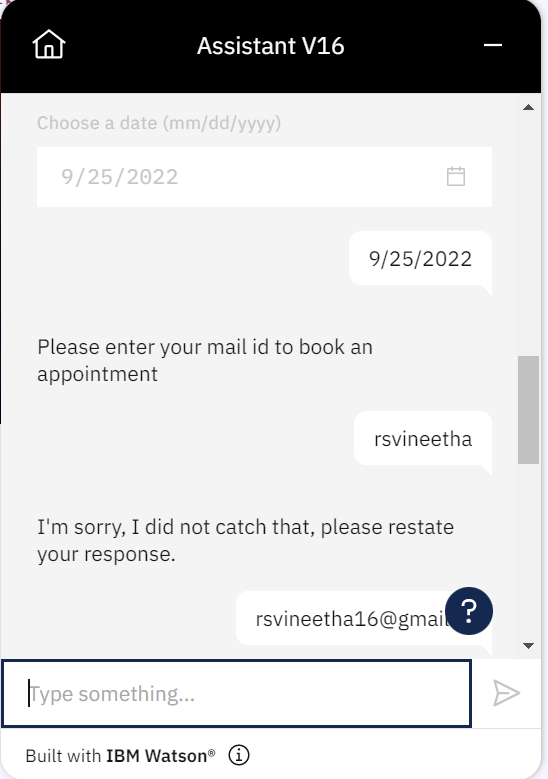 Assistant V16
Choose a date (mm/dd/yyyy)
9/25/2022
9/25/2022
Please enter your mail id to book an
appointment
rsvineetha
I'm sorry, I did not catch that, please restate
your response.
rsvineetha16@gmail
?
Type something...
Built with IBM Watson®